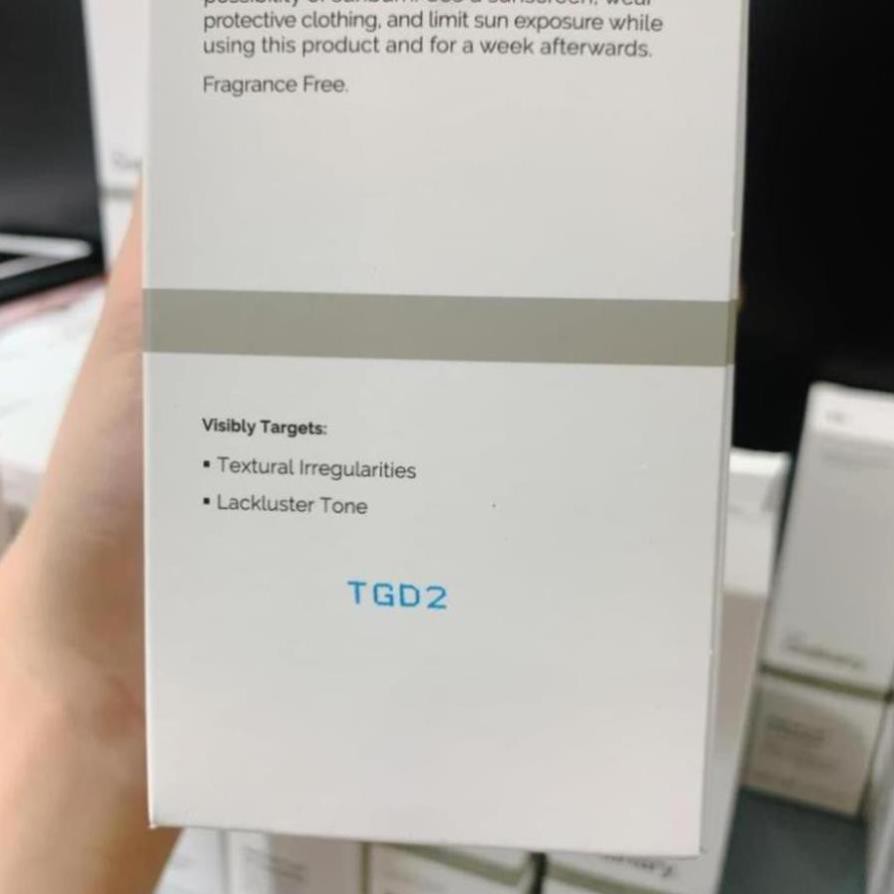 protective clothing, and limit sun exposure while
using this product and for a week afterwards.
Fragrance Free.
Visibly Targets:
▪ Textural Irregularities
▪ Lackluster Tone
TGD2